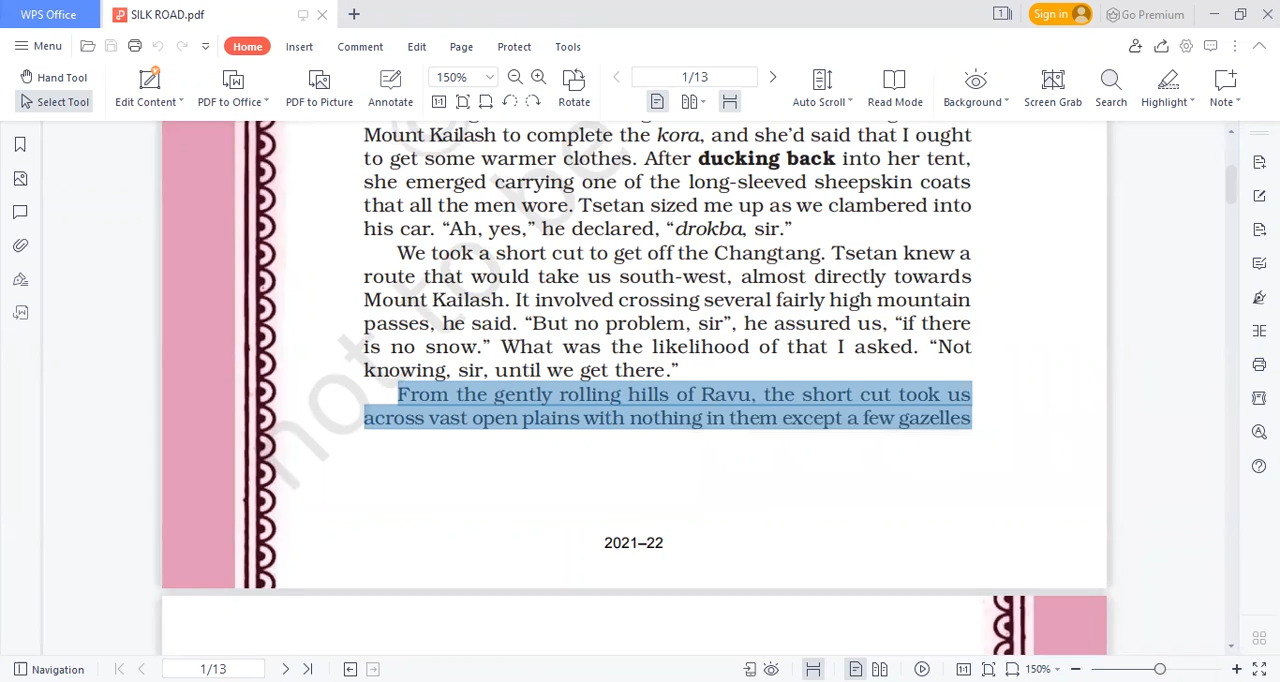 WPS Office
SILK ROAD.pdf
1
Sign in
Go Premium
Menu
Home
Insert
Comment
Edit
Page
Protect
Tools
Hand Tool
Select Tool
Edit Content
PDF to Office
PDF to Picture
Annotate
150%
Rotate
1/13
Auto Scroll
Read Mode
Background
Screen Grab
Search
Highlight
Note
Mount Kailash to complete the kora, and she'd said that I ought
to get some warmer clothes. After ducking back into her tent,
she emerged carrying one of the long-sleeved sheepskin coats
that all the men wore. Tsetan sized me up as we clambered into
his car. "Ah, yes," he declared, "drokba, sir."
We took a short cut to get off the Changtang. Tsetan knew a
route that would take us south-west, almost directly towards
Mount Kailash. It involved crossing several fairly high mountain
passes, he said. "But no problem, sir", he assured us, "if there
is no snow." What was the likelihood of that I asked. "Not
knowing, sir, until we get there."
From the gently rolling hills of Ravu, the short cut took us
across vast open plains with nothing in them except a few gazelles
not to be
2021–22
Navigation
1/13
150%